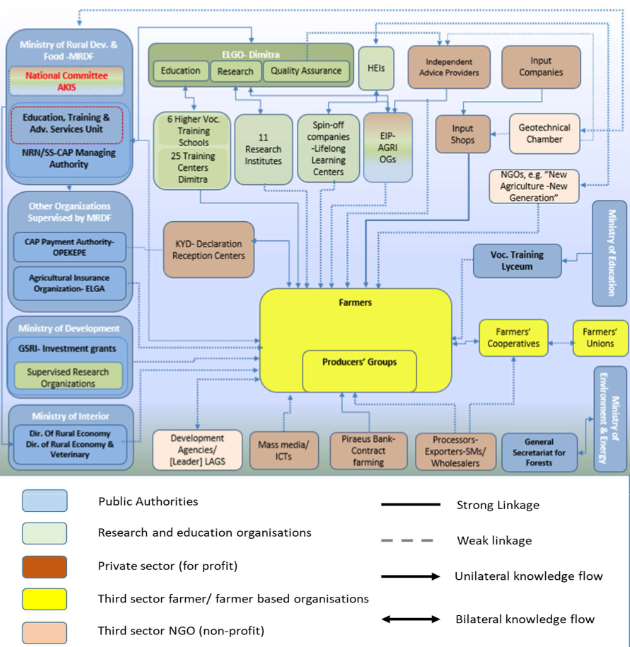 Ministry of Rural Dev. &
Food -MRDF
National Committee
AKIS
Education, Training &
Adv. Services Unit
NRN/SS-CAP Managing
Authority
Other Organizations
Supervised by MRDF
CAP Payment Authority-
OPEKEPE
Agricultural Insurance
Organization- ELGA
Ministry of Development
GSRI- Investment grants
Supervised Research
Organizations
Ministry of Interior
Dir. Of Rural Economy
Dir. of Rural Economy &
Veterinary
ELGO- Dimitra
Education
Research
Quality Assurance
HEIs
Independent
Advice Providers
Input
Companies
6 Higher Voc.
Training
Schools
25 Training
Centers
Dimitra
11
Research
Institutes
Spin-off
companies
-Lifelong
Learning
Centers
EIP-
AGRI
OGs
Input
Shops
Geotechnical
Chamber
NGOs, e.g. "New
Agriculture -New
Generation"
KYD- Declaration
Reception Centers
Voc. Training
Lyceum
Ministry of Education
Farmers
Producers' Groups
Farmers'
Cooperatives
Farmers'
Unions
Development
Agencies/
[Leader] LAGS
Mass media/
ICTs
Piraeus Bank-
Contract
farming
Processors-
Exporters-SMs/
Wholesalers
General
Secretariat for
Forests
Ministry of
Environment & Energy
Public Authorities
Research and education organisations
Private sector (for profit)
Third sector farmer/ farmer based organisations
Third sector NGO (non-profit)
Strong Linkage
Weak linkage
Unilateral knowledge flow
Bilateral knowledge flow